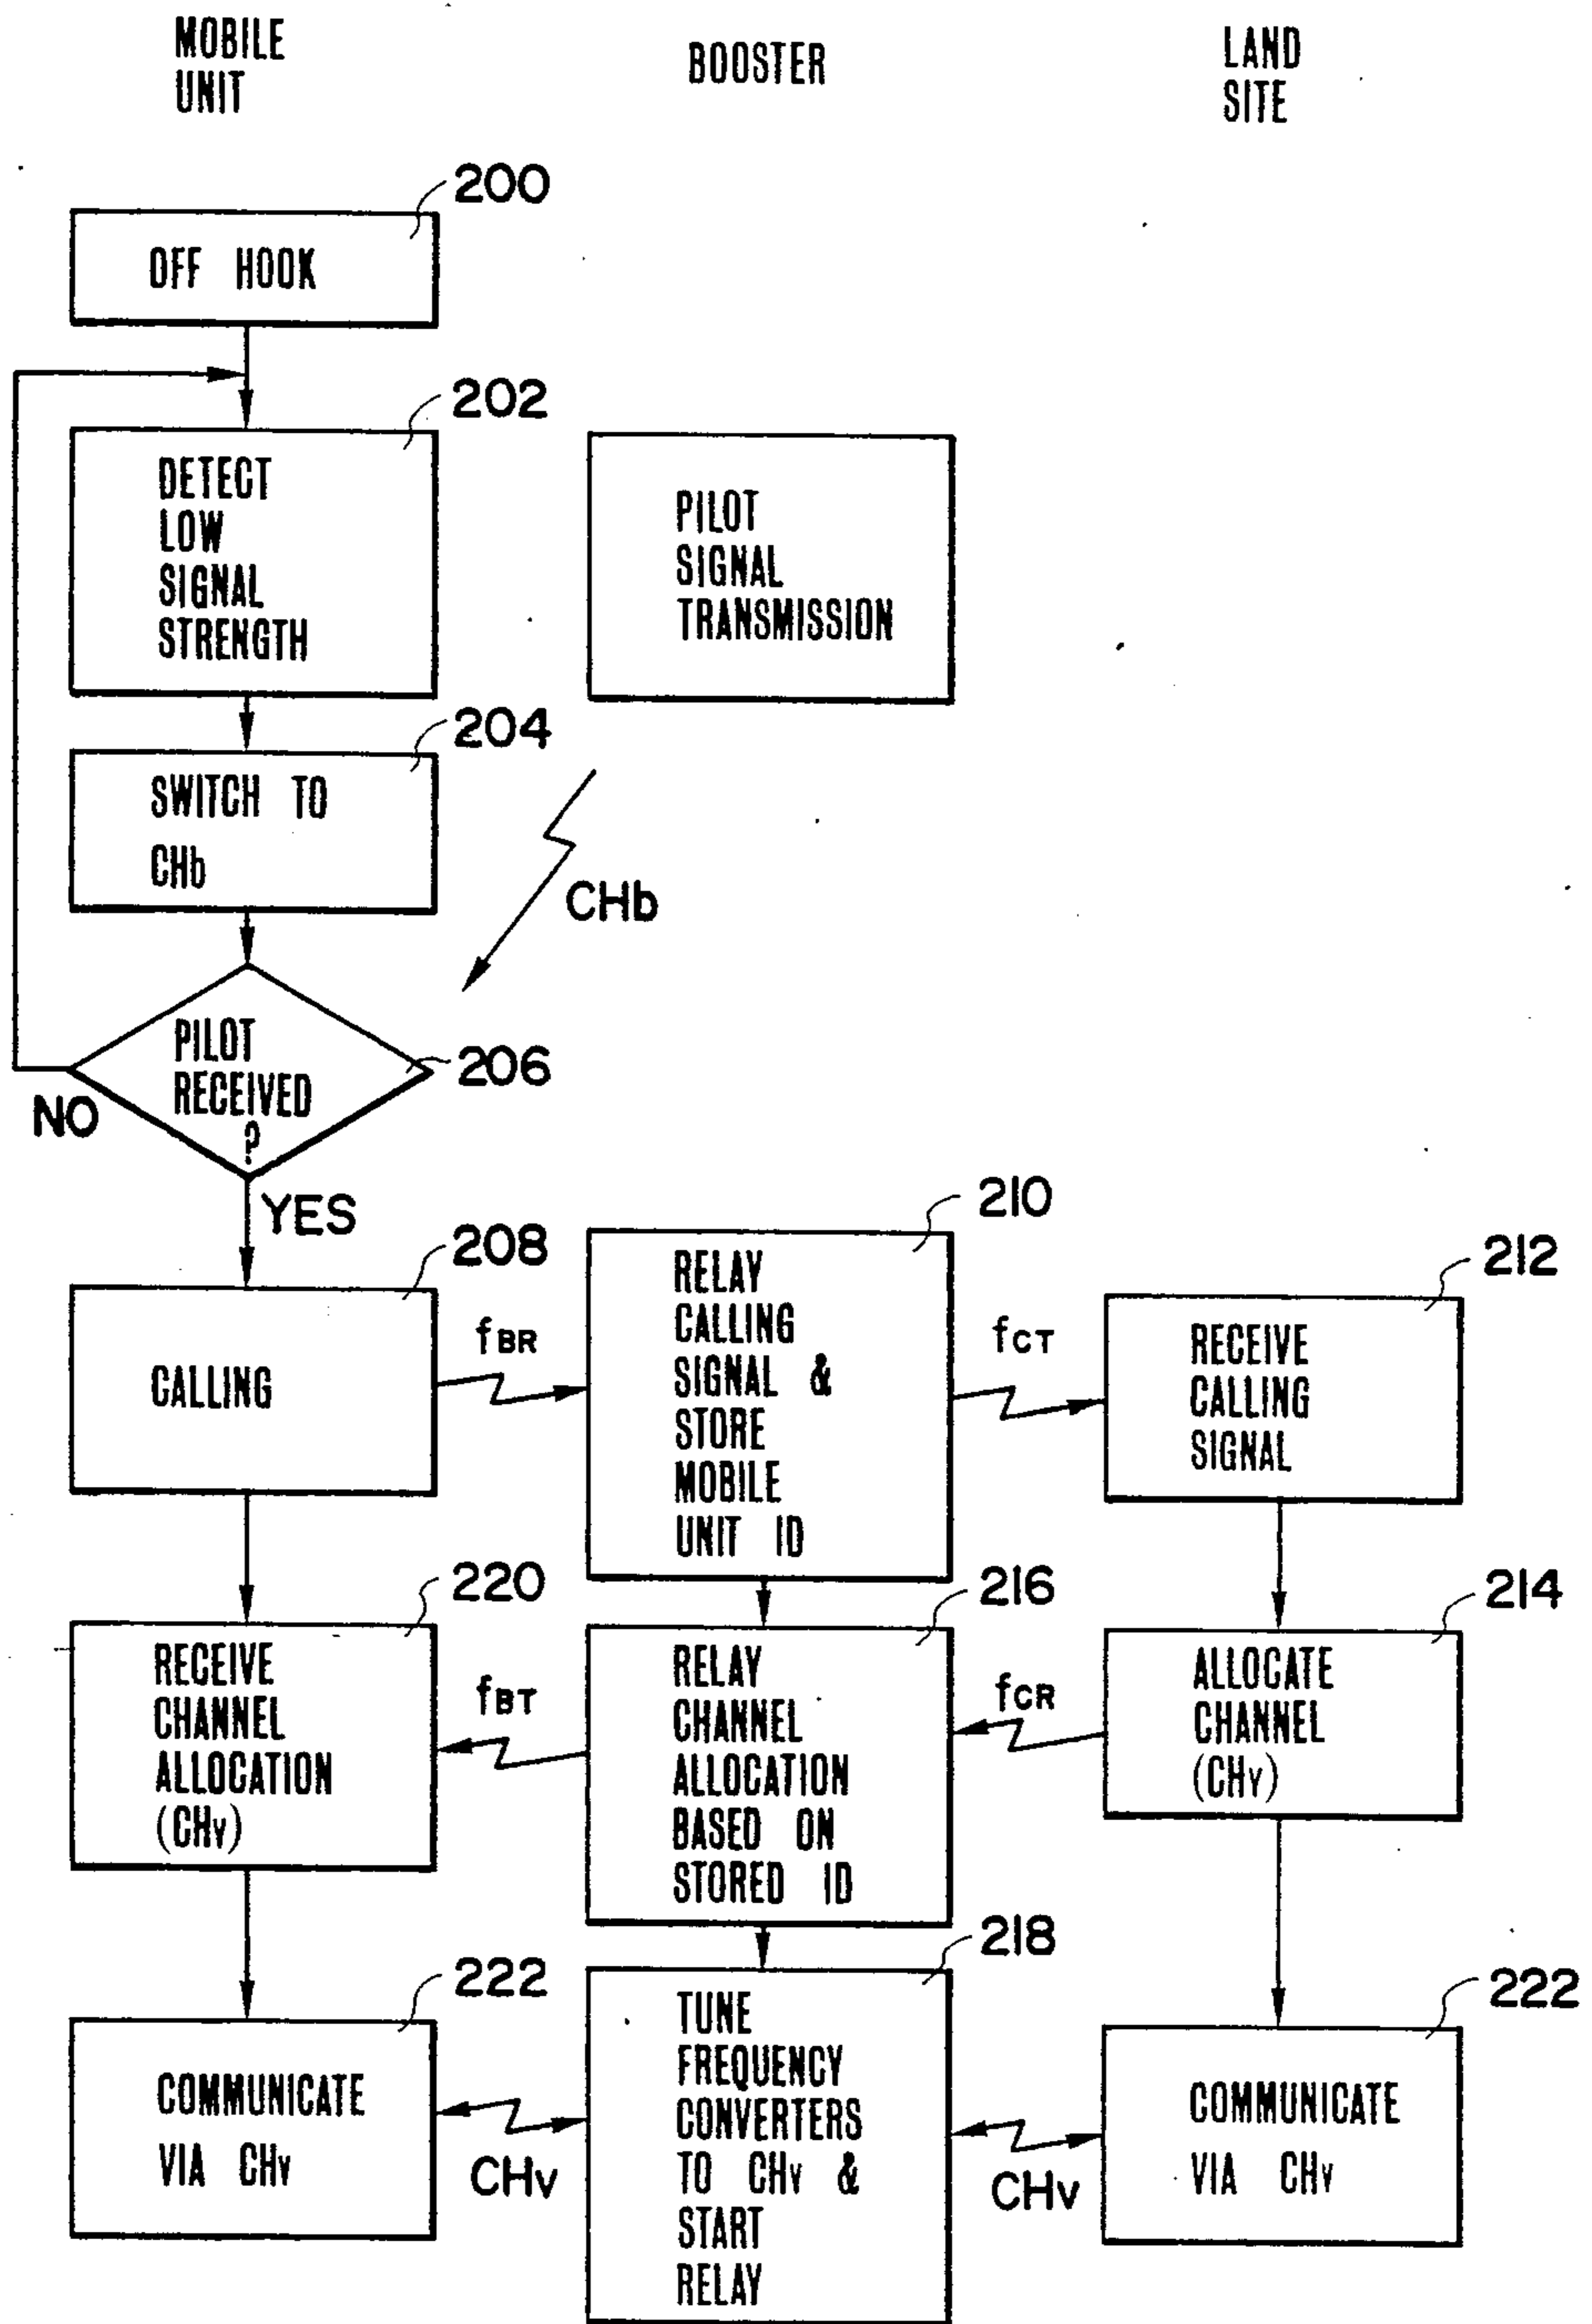 MOBILE
UNIT
BOOSTER
LAND
SITE
200
OFF HOOK
202
DETECT
LOW
SIGNAL
STRENGTH
PILOT
SIGNAL
TRANSMISSION
204
SWITCH TO
CHb
CHb
PILOT
RECEIVED
?
206
NO
YES
208
CALLING
fBR
210
RELAY
CALLING
SIGNAL &
STORE
MOBILE
UNIT ID
fCT
212
RECEIVE
CALLING
SIGNAL
220
RECEIVE
CHANNEL
ALLOCATION
(CHv)
fBT
216
RELAY
CHANNEL
ALLOCATION
BASED ON
STORED ID
fCR
214
ALLOCATE
CHANNEL
(CHv)
222
COMMUNICATE
VIA CHv
CHv
218
TUNE
FREQUENCY
CONVERTERS
TO CHv &
START
RELAY
CHv
222
COMMUNICATE
VIA CHv